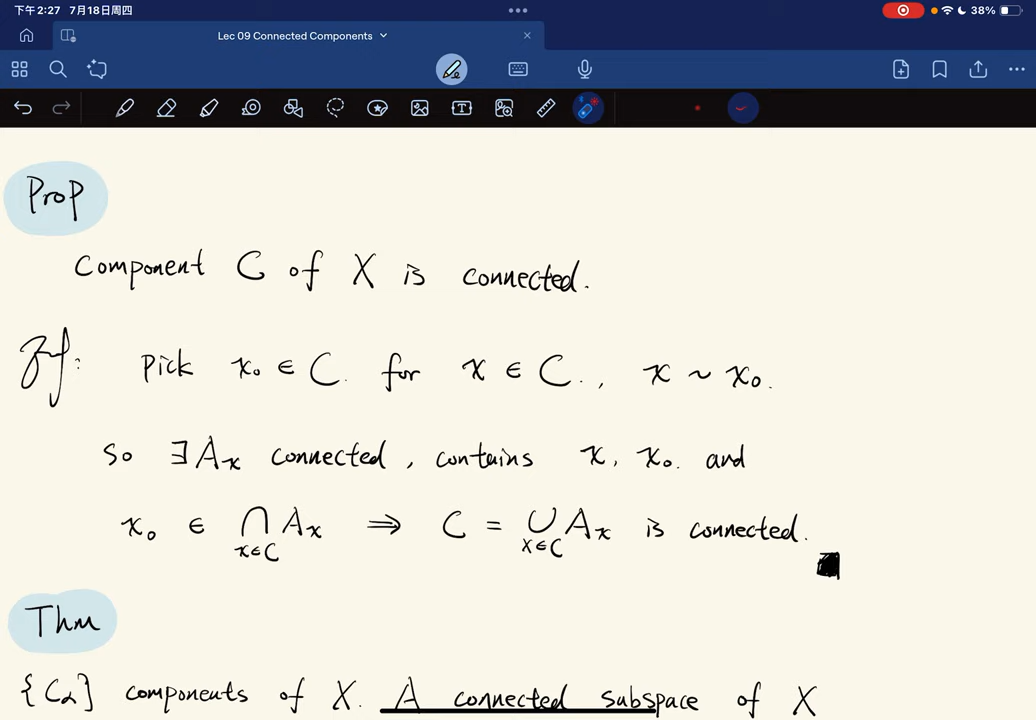 下午2:27 7月18日周四
38%
Lec 09 Connected Components
Prop
Component C of X is connected.
Prf: Pick x₀ ∈ C. for x ∈ C., x ~ x₀.
So ∃ Aₓ connected, contains x, x₀. and
x₀ ∈ ∩ Aₓ ⟹ C = ∪ Aₓ is connected.
x∈C x∈C
Thm
{Cα} components of X. A connected subspace of X